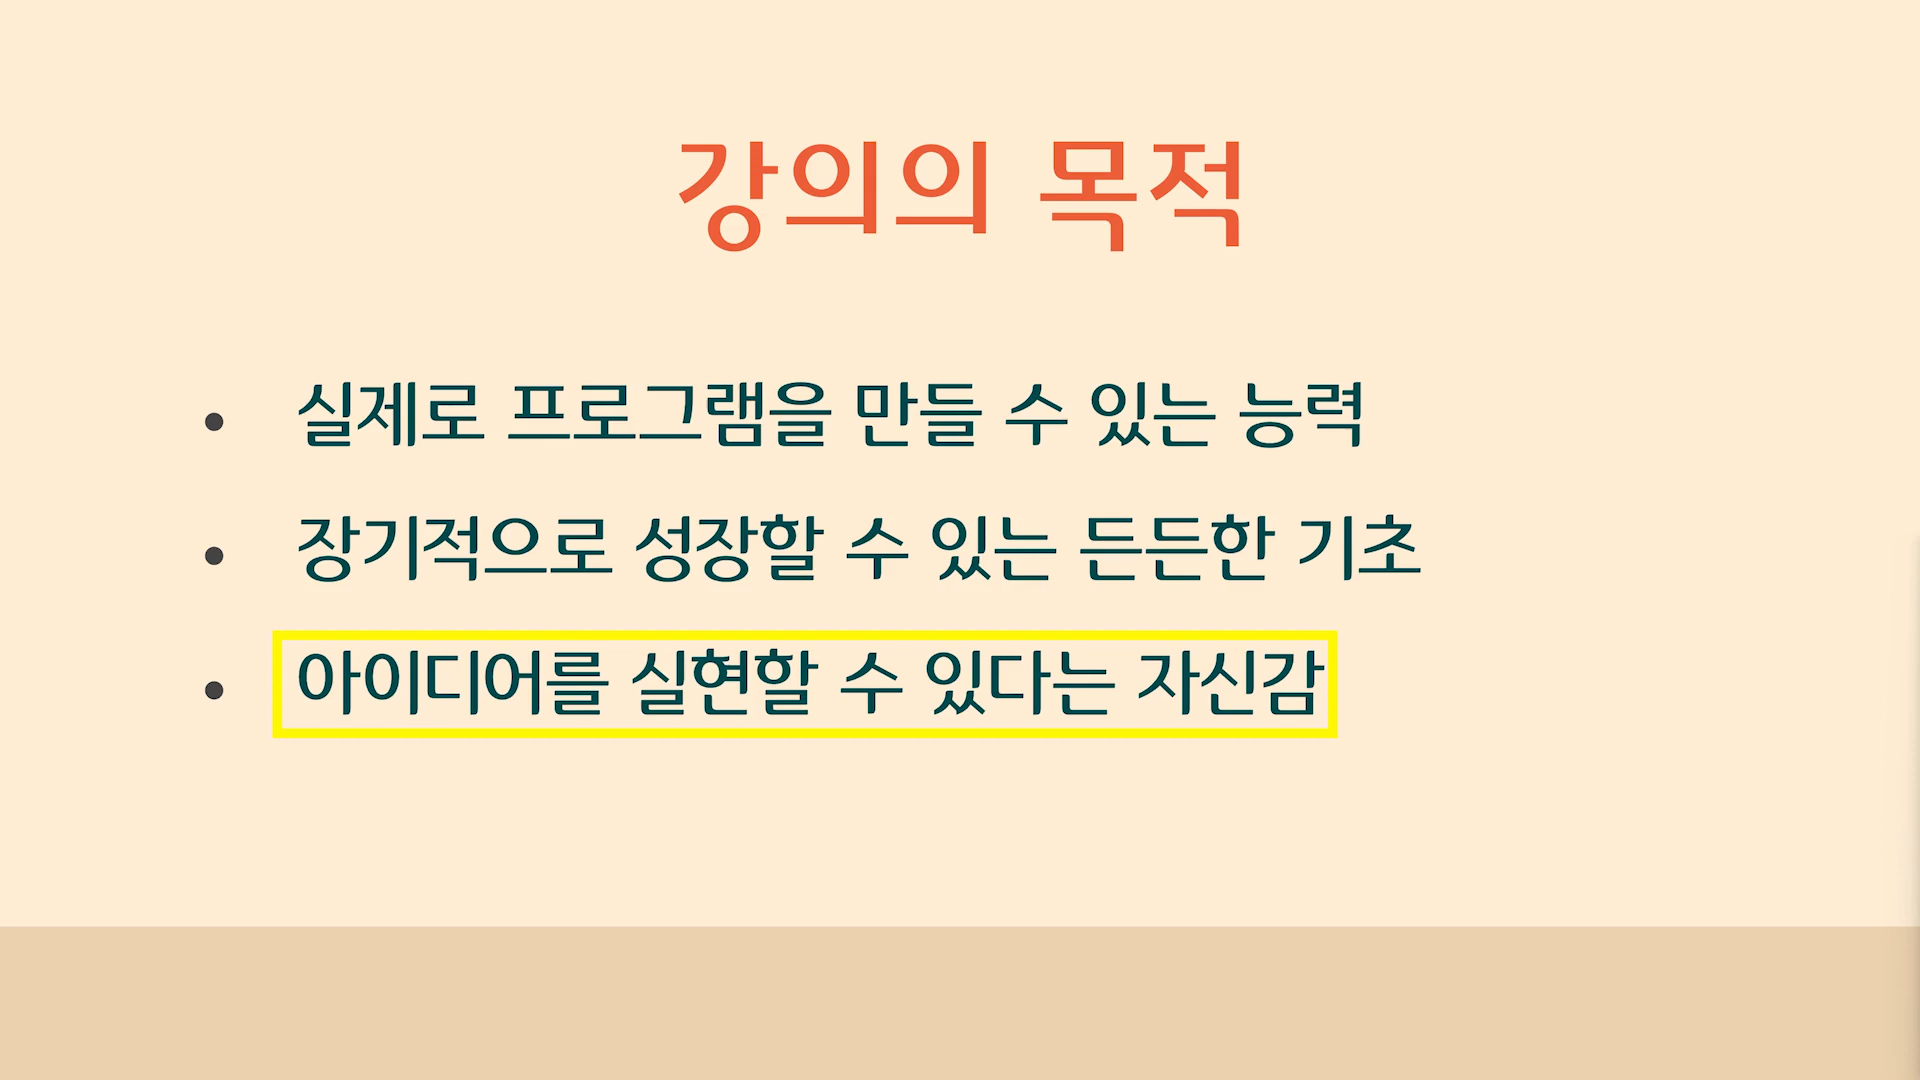 강의의 목적
• 실제로 프로그램을 만들 수 있는 능력
• 장기적으로 성장할 수 있는 든든한 기초
• 아이디어를 실현할 수 있다는 자신감